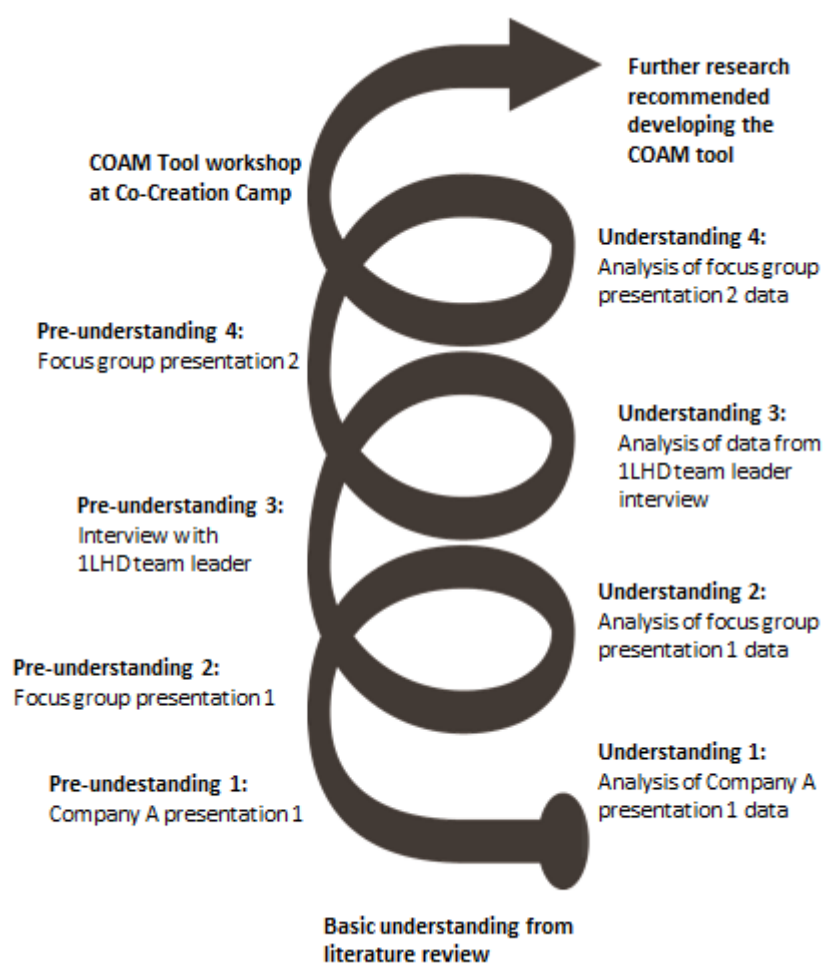 Further research
recommended
developing the
COAM tool
COAM Tool workshop
at Co-Creation Camp
Understanding 4:
Analysis of focus group
presentation 2 data
Pre-understanding 4:
Focus group presentation 2
Understanding 3:
Analysis of data from
1LHD team leader
interview
Pre-understanding 3:
Interview with
1LHD team leader
Understanding 2:
Analysis of focus group
presentation 1 data
Pre-understanding 2:
Focus group presentation 1
Understanding 1:
Analysis of Company A
presentation 1 data
Pre-undestanding 1:
Company A presentation 1
Basic understanding from
literature review